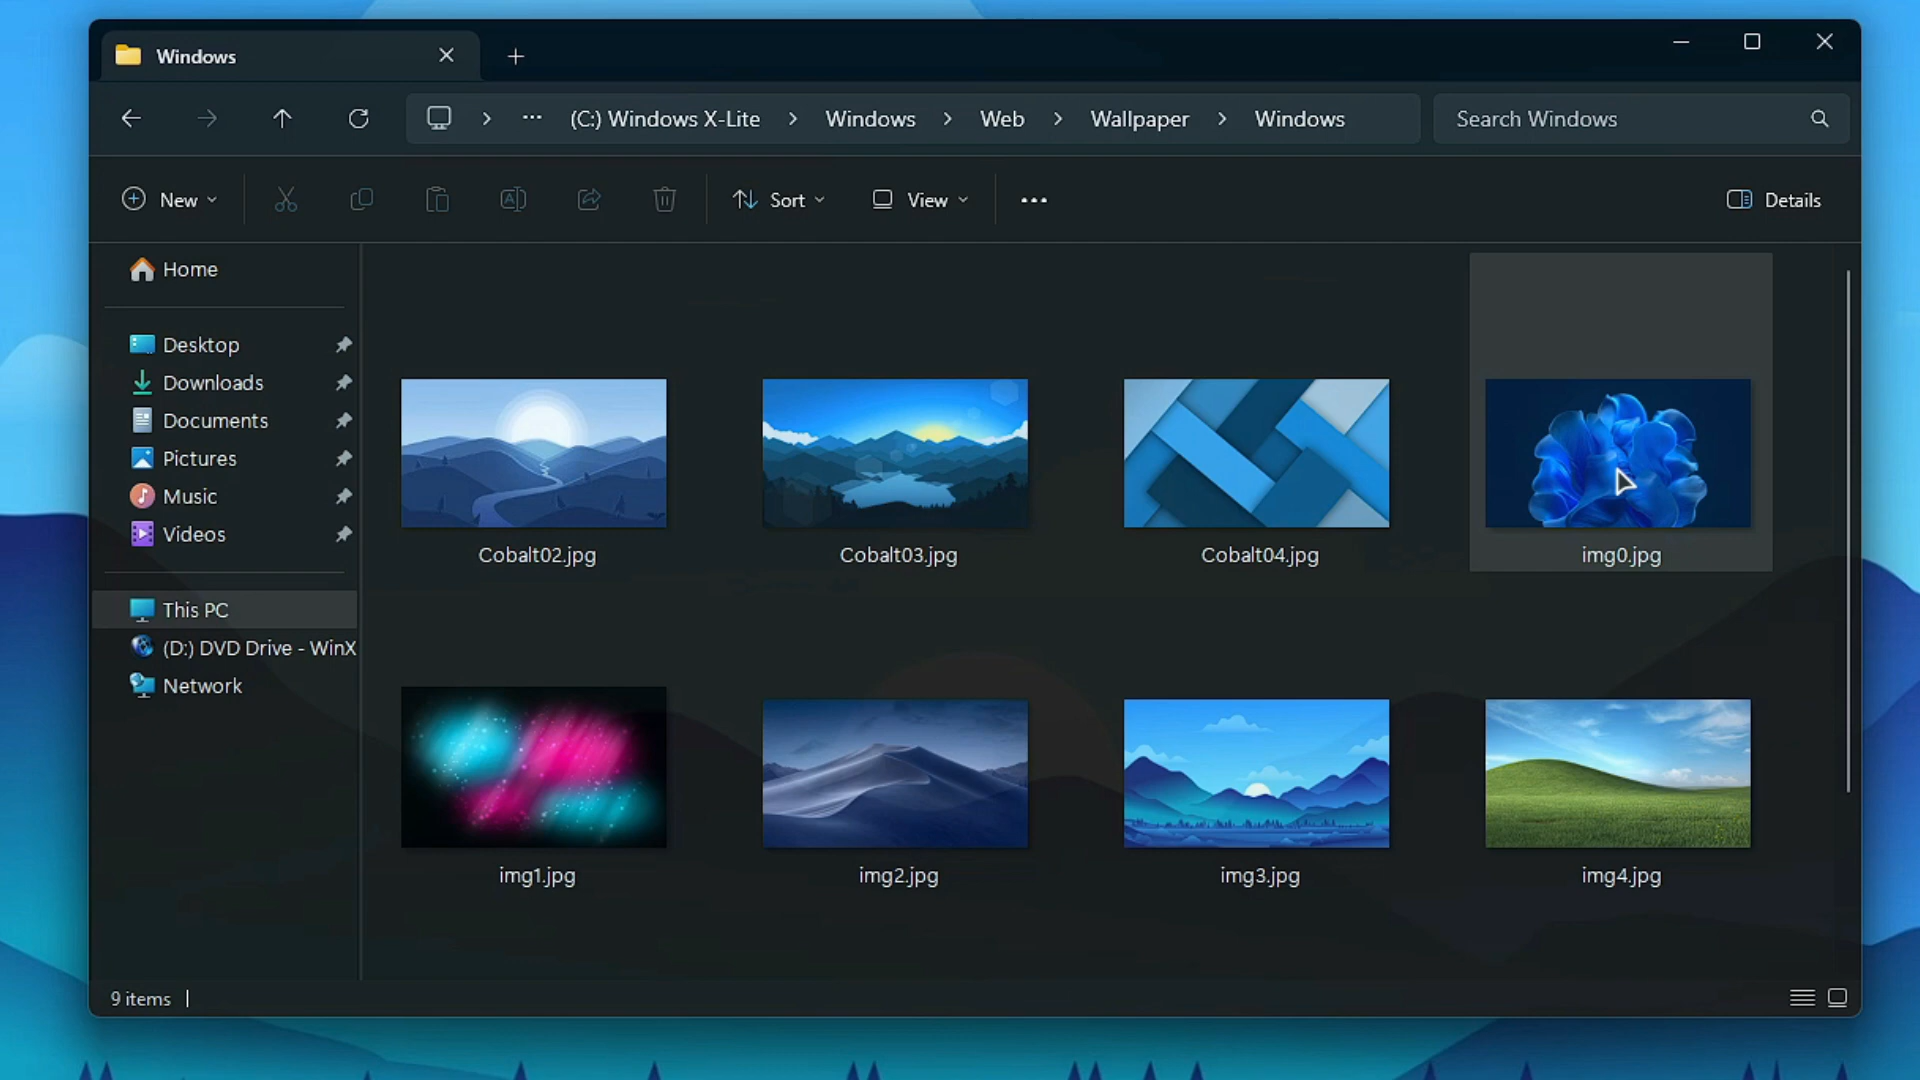 Windows
(C:) Windows X-Lite > Windows > Web > Wallpaper > Windows
Search Windows
New
Sort
View
Details
Home
Desktop
Downloads
Documents
Pictures
Music
Videos
This PC
(D:) DVD Drive - WinX
Network
Cobalt02.jpg
Cobalt03.jpg
Cobalt04.jpg
img0.jpg
img1.jpg
img2.jpg
img3.jpg
img4.jpg
9 items